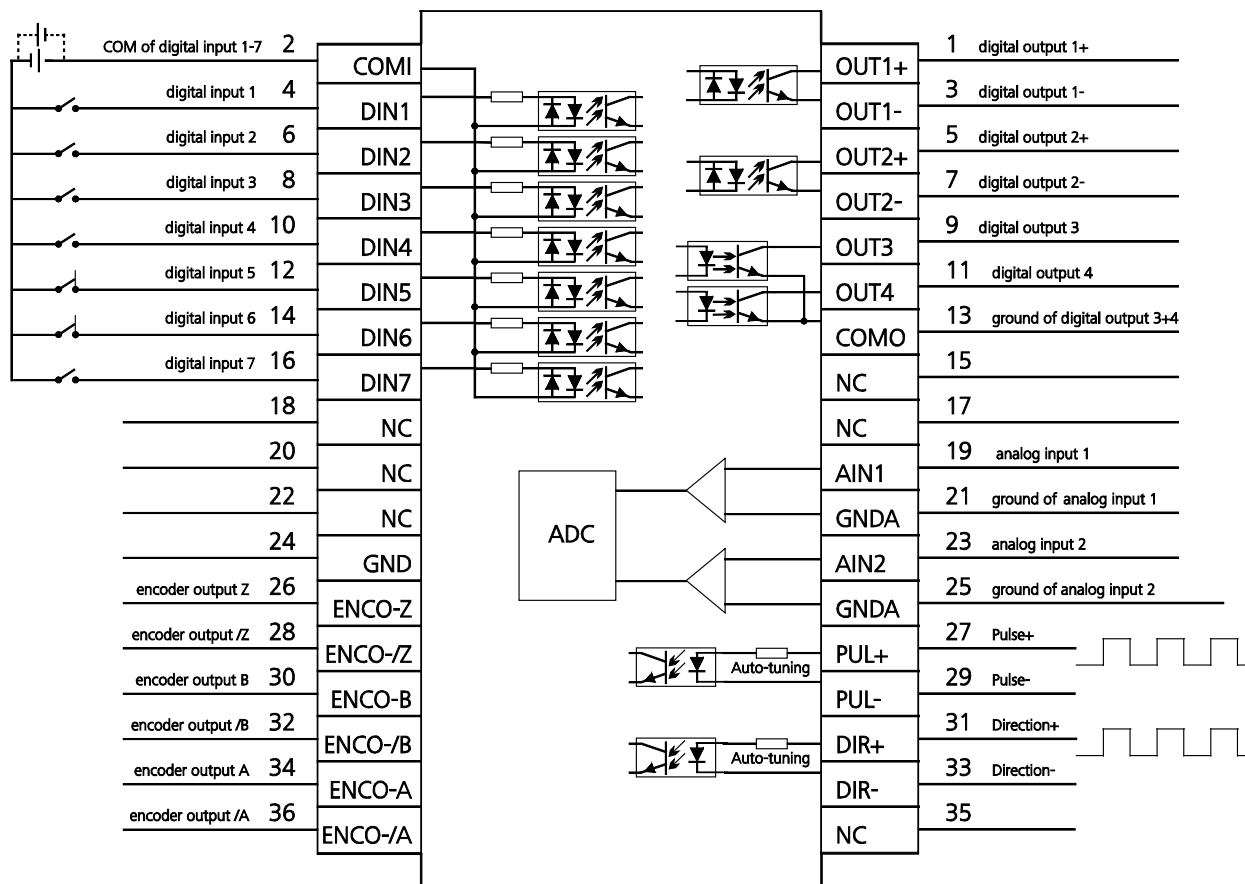 COM of digital input 1-7 2 COMI
digital input 1 4 DIN1
digital input 2 6 DIN2
digital input 3 8 DIN3
digital input 4 10 DIN4
digital input 5 12 DIN5
digital input 6 14 DIN6
digital input 7 16 DIN7
18 NC
20 NC
22 NC
24 GND
encoder output Z 26 ENCO-Z
encoder output /Z 28 ENCO-/Z
encoder output B 30 ENCO-B
encoder output /B 32 ENCO-/B
encoder output A 34 ENCO-A
encoder output /A 36 ENCO-/A
ADC
Auto-tuning
Auto-tuning
OUT1+ 1 digital output 1+
OUT1- 3 digital output 1-
OUT2+ 5 digital output 2+
OUT2- 7 digital output 2-
OUT3 9 digital output 3
OUT4 11 digital output 4
COMO 13 ground of digital output 3+4
NC 15
NC 17
AIN1 19 analog input 1
GNDA 21 ground of analog input 1
AIN2 23 analog input 2
GNDA 25 ground of analog input 2
PUL+ 27 Pulse+
PUL- 29 Pulse-
DIR+ 31 Direction+
DIR- 33 Direction-
NC 35